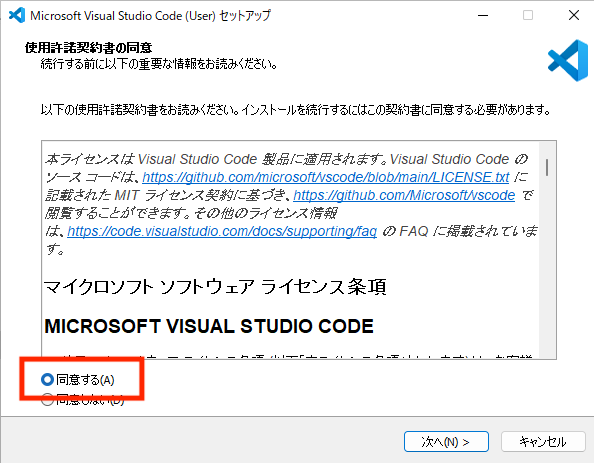 Microsoft Visual Studio Code (User) セットアップ
使用許諾契約書の同意
続行する前に以下の重要な情報をお読みください。
以下の使用許諾契約書をお読みください。インストールを続行するにはこの契約書に同意する必要があります。
本ライセンスは Visual Studio Code 製品に適用されます。Visual Studio Code の
ソース コードは、https://github.com/microsoft/vscode/blob/main/LICENSE.txt に
記載された MIT ライセンス契約に基づき、https://github.com/Microsoft/vscode で
閲覧することができます。その他のライセンス情報
は、https://code.visualstudio.com/docs/supporting/faq の FAQ に掲載されていま
す。
マイクロソフト ソフトウェア ライセンス条項
MICROSOFT VISUAL STUDIO CODE
同意する(A)
同意しない(D)
次へ(N) >
キャンセル